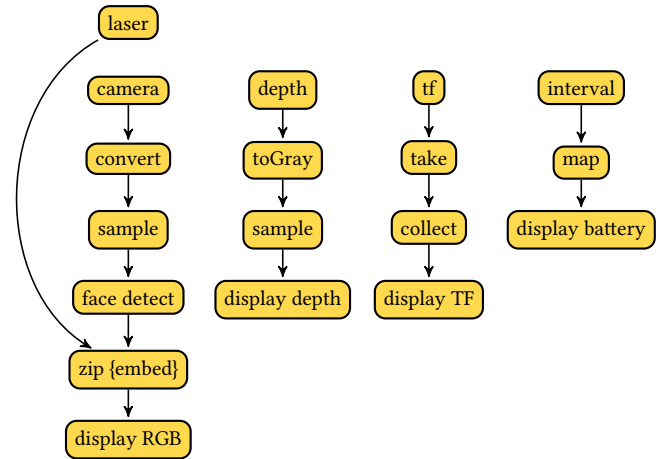 laser
camera
convert
sample
face detect
zip {embed}
display RGB
depth
toGray
sample
display depth
tf
take
collect
display TF
interval
map
display battery